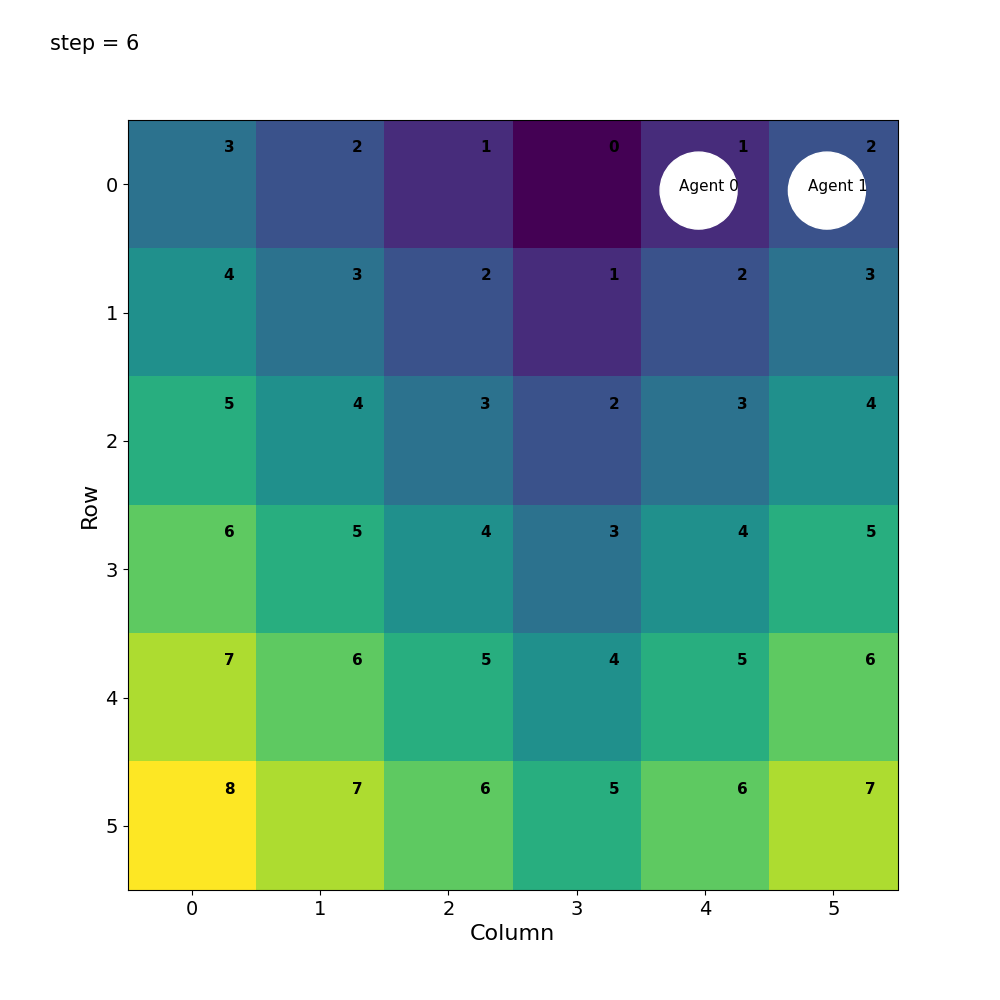 step = 6
3 2 1 0 1 2
0 Agent 0 Agent 1
4 3 2 1 2 3
1
5 4 3 2 3 4
2
6 5 4 3 4 5
3
7 6 5 4 5 6
4
8 7 6 5 6 7
5
Row
0 1 2 3 4 5
Column